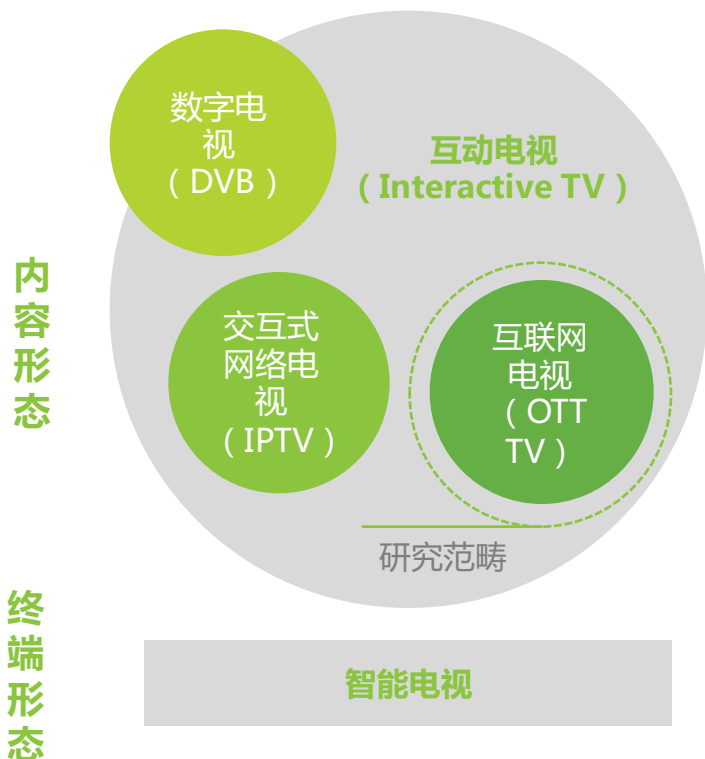 数字电
视
（DVB）
互动电视
（Interactive TV）
内
容
形
态
交互式
网络电
视
（IPTV）
互联网
电视
（OTT
TV）
研究范畴
终
端
形
态
智能电视